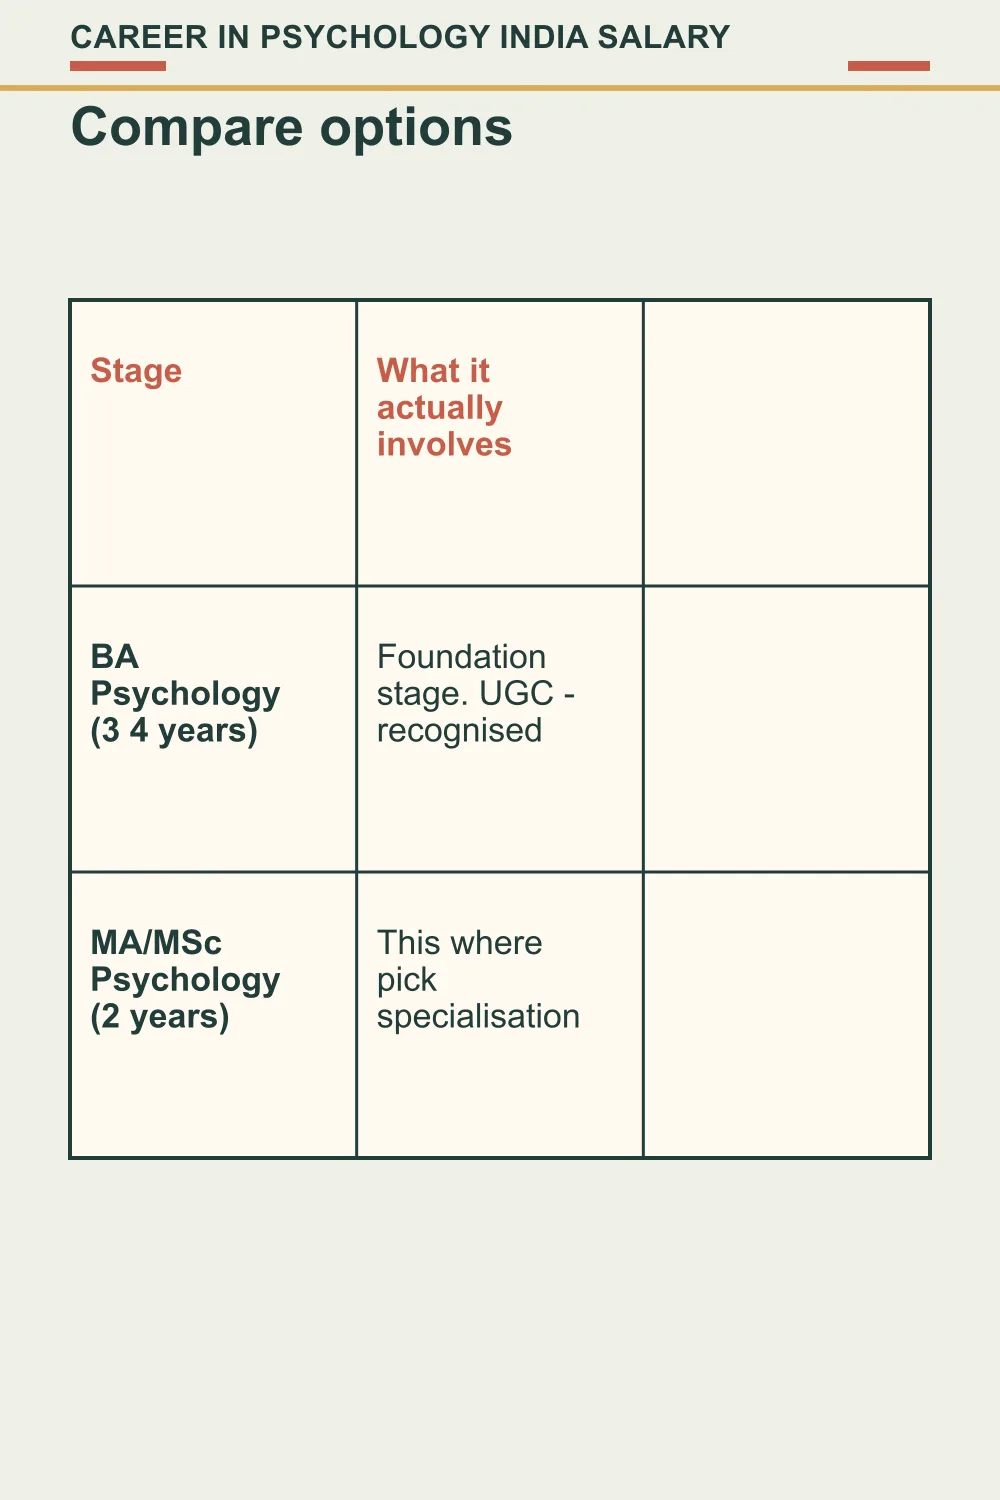 CAREER IN PSYCHOLOGY INDIA SALARY
Compare options
Stage
What it
actually
involves
BA
Psychology
(3 4 years)
Foundation
stage. UGC -
recognised
MA/MSc
Psychology
(2 years)
This where
pick
specialisation